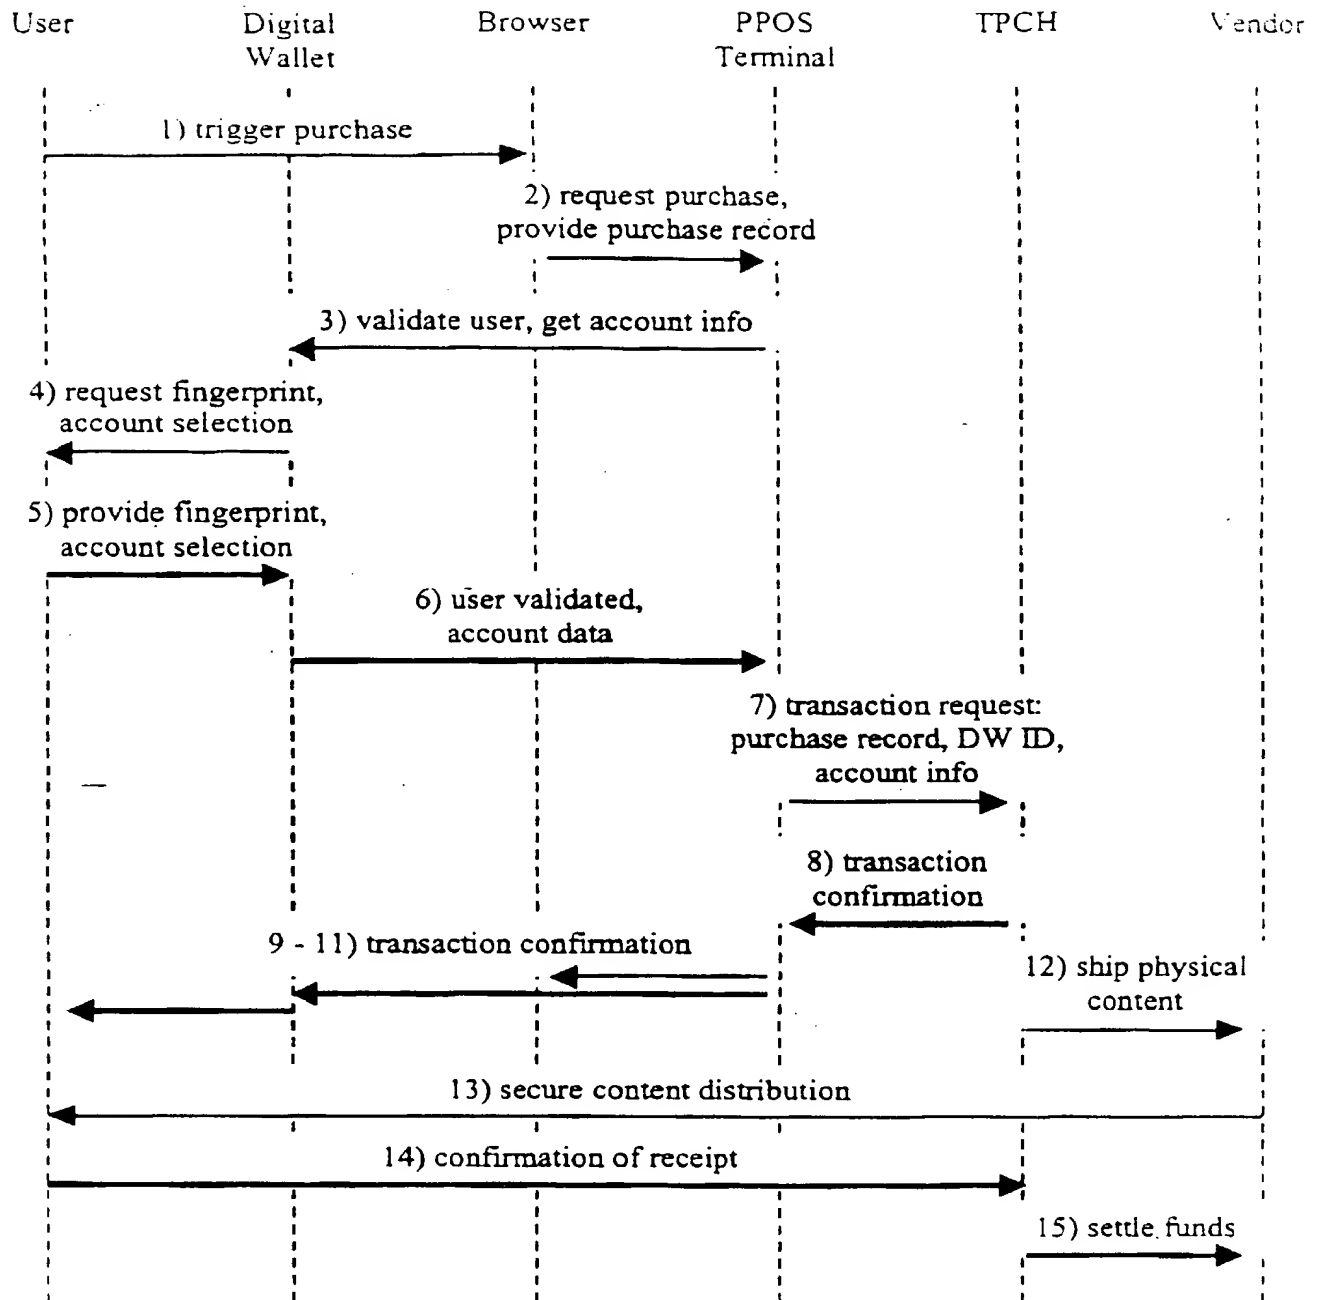 User
Digital
Wallet
Browser
PPOS
Terminal
TPCH
Vendor
1) trigger purchase
2) request purchase,
provide purchase record
3) validate user, get account info
4) request fingerprint,
account selection
5) provide fingerprint,
account selection
6) user validated,
account data
7) transaction request:
purchase record, DW ID,
account info
8) transaction
confirmation
9 - 11) transaction confirmation
12) ship physical
content
13) secure content distribution
14) confirmation of receipt
15) settle funds